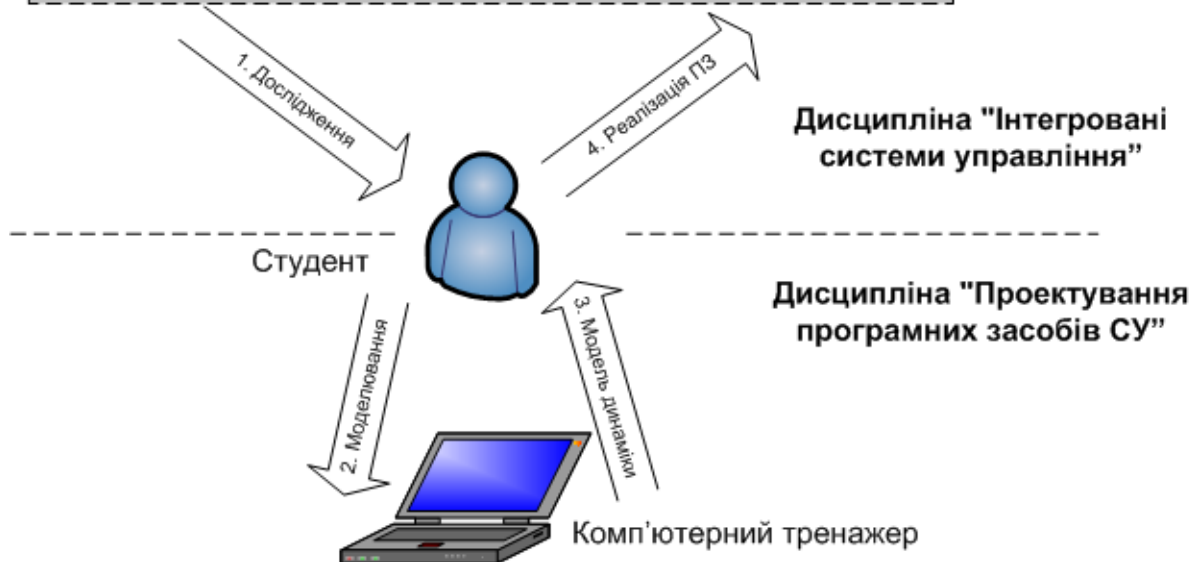 1. Дослідження
4. Реалізація ПЗ
Дисципліна "Інтегровані
системи управління”
Студент
Дисципліна "Проектування
програмних засобів СУ”
2. Моделювання
3. Модель динаміки
Комп’ютерний тренажер